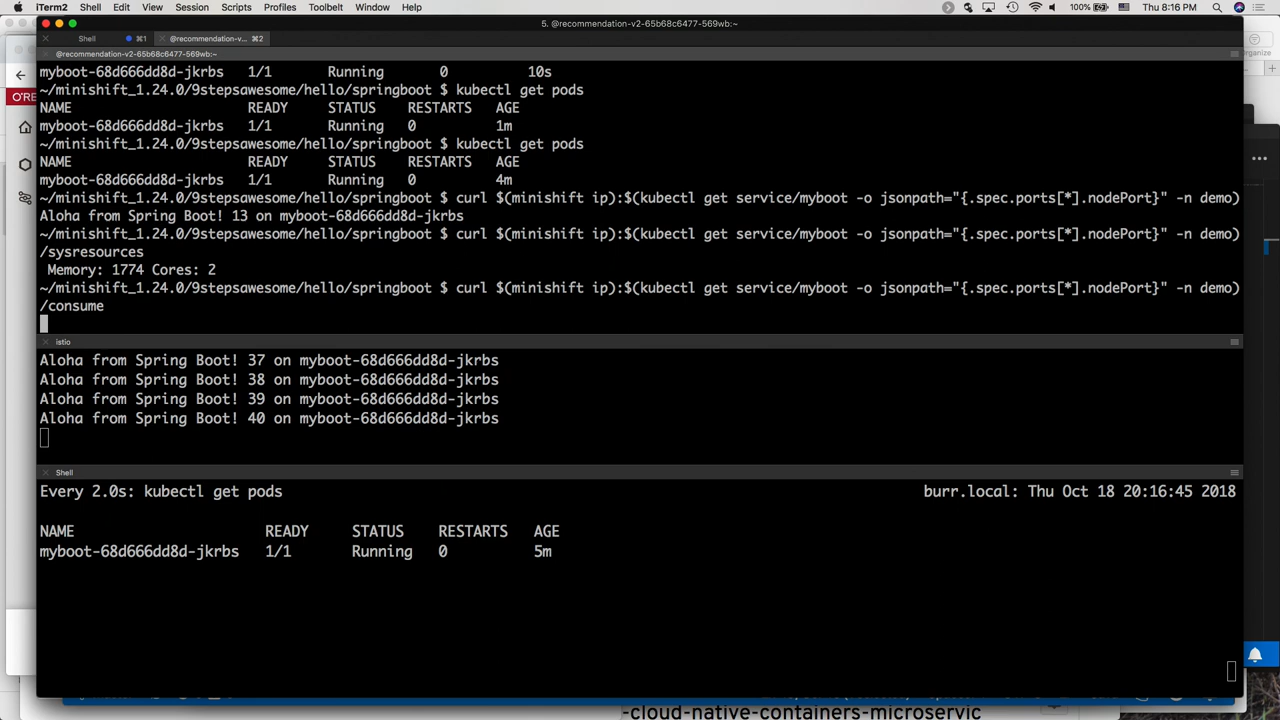 iTerm2 Shell Edit View Session Scripts Profiles Toolbelt Window Help 100% Thu 8:16 PM
5. @recommendation-v2-65b68c6477-569wb:~
Shell ⌘1 @recommendation-v... ⌘2
@recommendation-v2-65b68c6477-569wb:~
myboot-68d666dd8d-jkrbs 1/1 Running 0 10s
~/minishift_1.24.0/9stepsawesome/hello/springboot $ kubectl get pods
NAME READY STATUS RESTARTS AGE
myboot-68d666dd8d-jkrbs 1/1 Running 0 1m
~/minishift_1.24.0/9stepsawesome/hello/springboot $ kubectl get pods
NAME READY STATUS RESTARTS AGE
myboot-68d666dd8d-jkrbs 1/1 Running 0 4m
~/minishift_1.24.0/9stepsawesome/hello/springboot $ curl $(minishift ip):$(kubectl get service/myboot -o jsonpath="{.spec.ports[*].nodePort}" -n demo)
Aloha from Spring Boot! 13 on myboot-68d666dd8d-jkrbs
~/minishift_1.24.0/9stepsawesome/hello/springboot $ curl $(minishift ip):$(kubectl get service/myboot -o jsonpath="{.spec.ports[*].nodePort}" -n demo)
/sysresources
Memory: 1774 Cores: 2
~/minishift_1.24.0/9stepsawesome/hello/springboot $ curl $(minishift ip):$(kubectl get service/myboot -o jsonpath="{.spec.ports[*].nodePort}" -n demo)
/consume
istio
Aloha from Spring Boot! 37 on myboot-68d666dd8d-jkrbs
Aloha from Spring Boot! 38 on myboot-68d666dd8d-jkrbs
Aloha from Spring Boot! 39 on myboot-68d666dd8d-jkrbs
Aloha from Spring Boot! 40 on myboot-68d666dd8d-jkrbs
Shell
Every 2.0s: kubectl get pods burr.local: Thu Oct 18 20:16:45 2018
NAME READY STATUS RESTARTS AGE
myboot-68d666dd8d-jkrbs 1/1 Running 0 5m
-cloud-native-containers-microservic